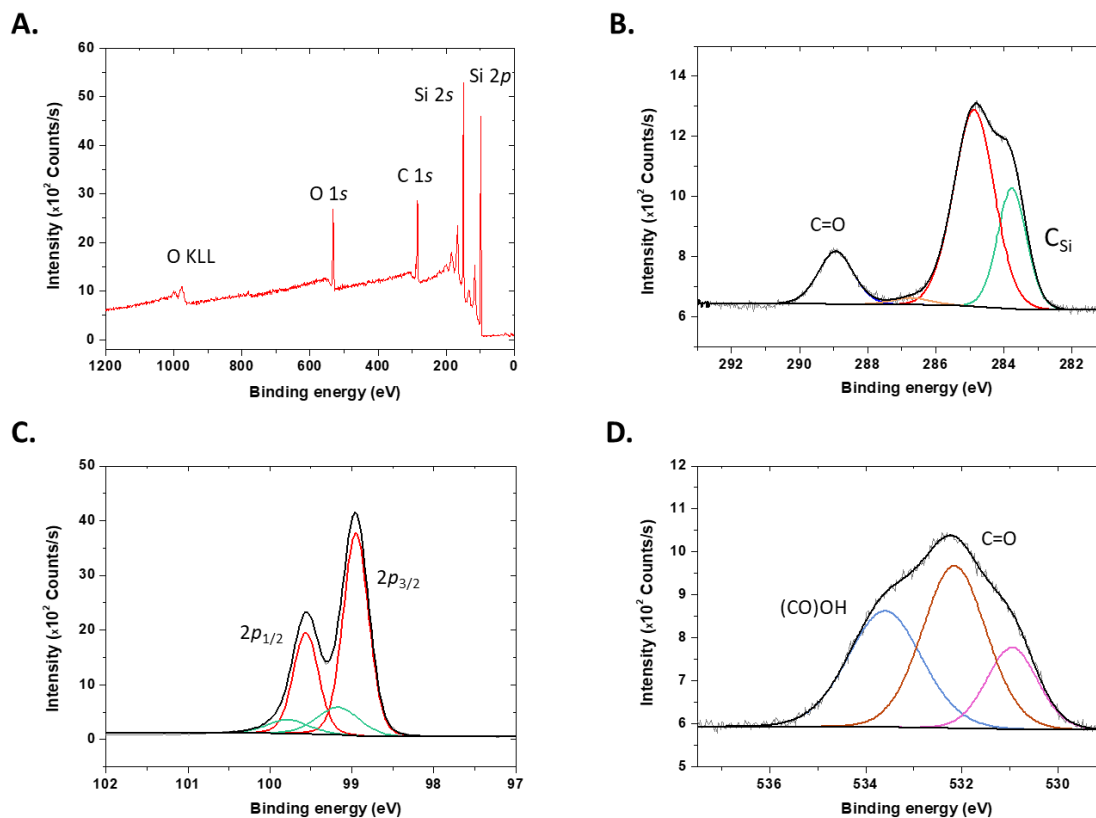 A.
60
50
40
30
20
10
0
Intensity (x10² Counts/s)
O KLL
O 1s
C 1s
Si 2s
Si 2p
1200 1000 800 600 400 200 0
Binding energy (eV)
B.
14
12
10
8
6
Intensity (x10² Counts/s)
C=O
C_Si
292 290 288 286 284 282
Binding energy (eV)
C.
50
40
30
20
10
0
Intensity (x10² Counts/s)
2p₁/₂
2p₃/₂
102 101 100 99 98 97
Binding energy (eV)
D.
12
11
10
9
8
7
6
5
Intensity (x10² Counts/s)
(CO)OH
C=O
536 534 532 530
Binding energy (eV)